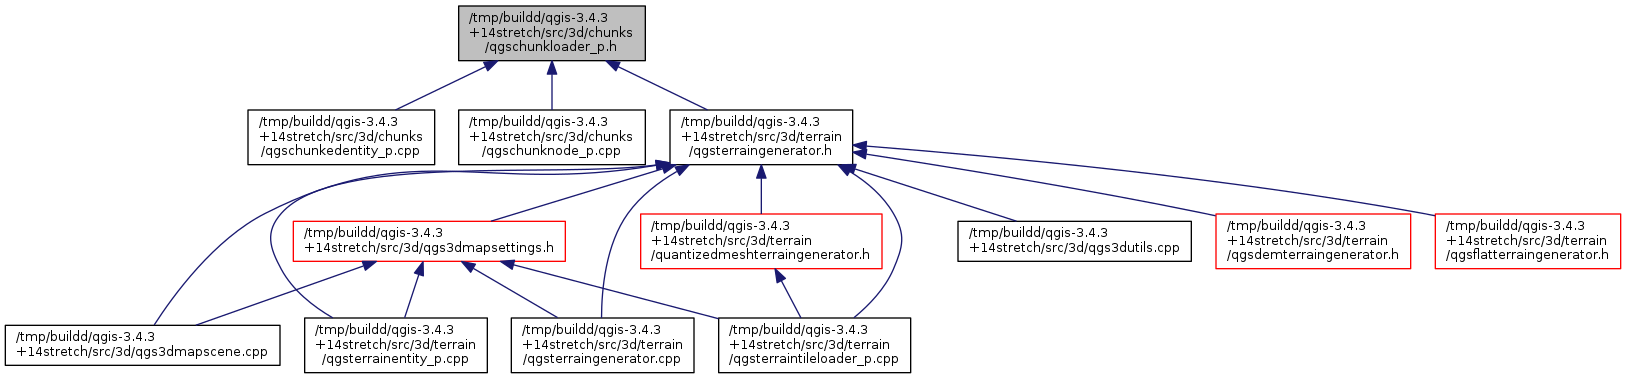 /tmp/buildd/qgis-3.4.3
+14stretch/src/3d/chunks
/qgschunkloader_p.h
/tmp/buildd/qgis-3.4.3
+14stretch/src/3d/chunks
/qgschunkedentity_p.cpp
/tmp/buildd/qgis-3.4.3
+14stretch/src/3d/chunks
/qgschunknode_p.cpp
/tmp/buildd/qgis-3.4.3
+14stretch/src/3d/terrain
/qgsterraingenerator.h
/tmp/buildd/qgis-3.4.3
+14stretch/src/3d/qgs3dmapsettings.h
/tmp/buildd/qgis-3.4.3
+14stretch/src/3d/terrain
/quantizedmeshterraingenerator.h
/tmp/buildd/qgis-3.4.3
+14stretch/src/3d/qgs3dutils.cpp
/tmp/buildd/qgis-3.4.3
+14stretch/src/3d/terrain
/qgsdemterraingenerator.h
/tmp/buildd/qgis-3.4.3
+14stretch/src/3d/terrain
/qgsflatterraingenerator.h
/tmp/buildd/qgis-3.4.3
+14stretch/src/3d/qgs3dmapscene.cpp
/tmp/buildd/qgis-3.4.3
+14stretch/src/3d/terrain
/qgsterrainentity_p.cpp
/tmp/buildd/qgis-3.4.3
+14stretch/src/3d/terrain
/qgsterraingenerator.cpp
/tmp/buildd/qgis-3.4.3
+14stretch/src/3d/terrain
/qgsterraintileloader_p.cpp